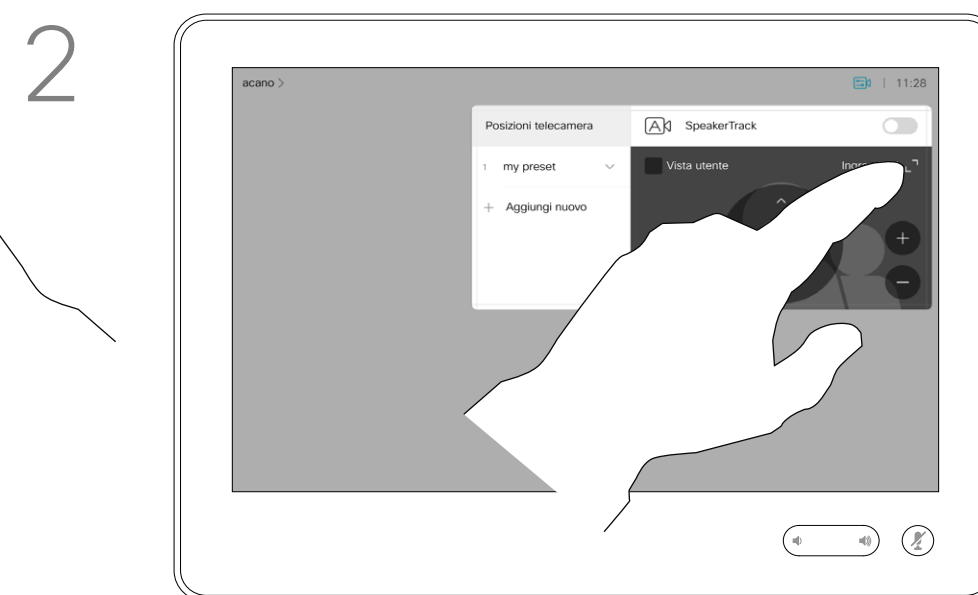 2
acano >
11:28
Posizioni telecamera
SpeakerTrack
1 my preset
Vista utente
+ Aggiungi nuovo